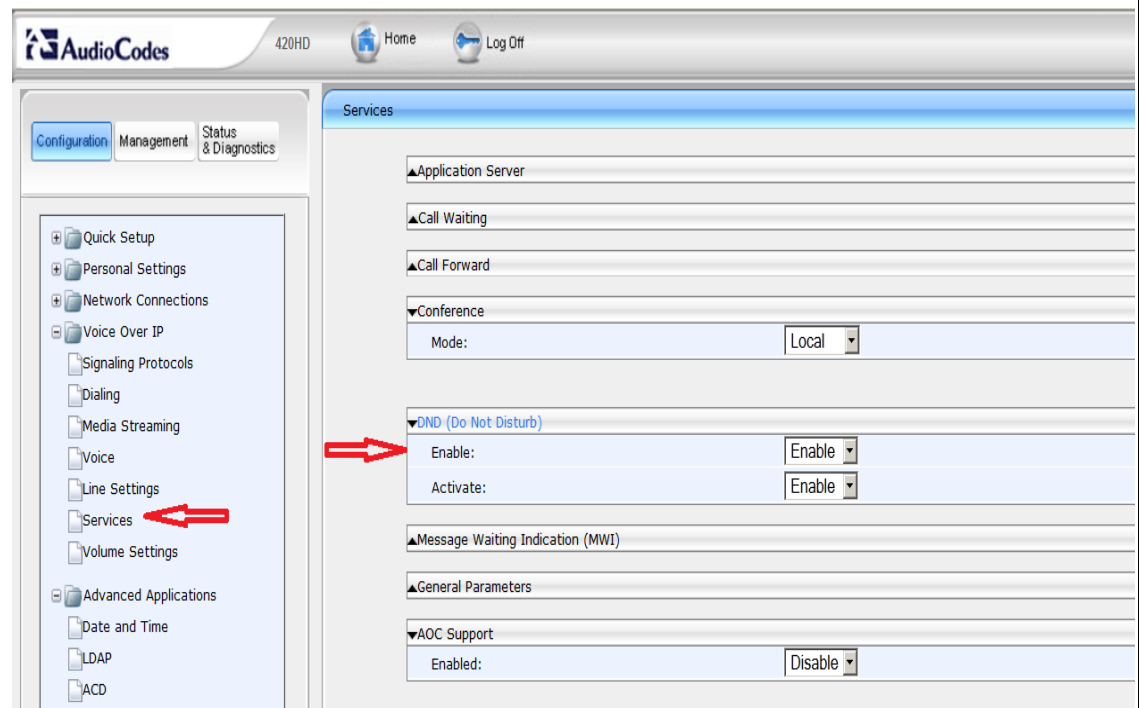 AudioCodes
420HD
Home
Log Off
Configuration
Management
Status
& Diagnostics
Quick Setup
Personal Settings
Network Connections
Voice Over IP
Signaling Protocols
Dialing
Media Streaming
Voice
Line Settings
Services
Volume Settings
Advanced Applications
Date and Time
LDAP
ACD
Services
Application Server
Call Waiting
Call Forward
Conference
Mode: Local
DND (Do Not Disturb)
Enable: Enable
Activate: Enable
Message Waiting Indication (MWI)
General Parameters
AOC Support
Enabled: Disable